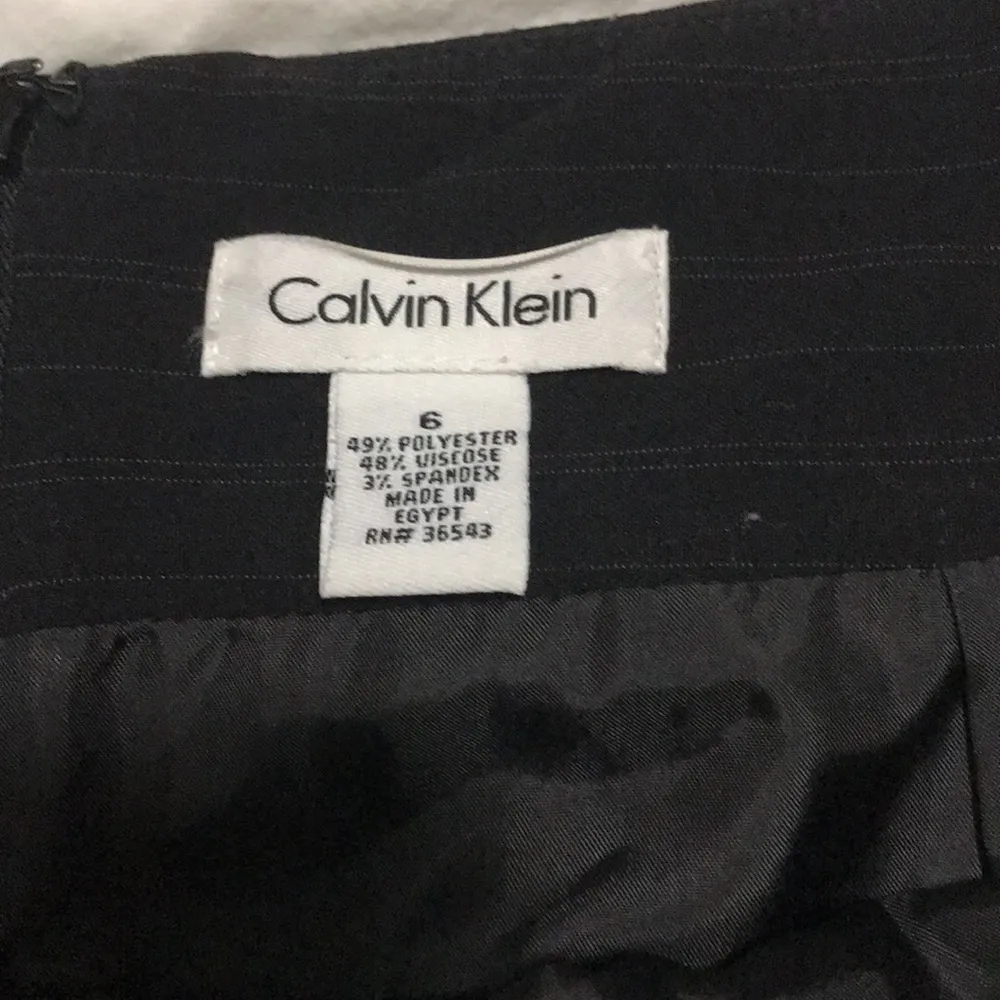 Calvin Klein
6
49% POLYESTER
48% VISCOSE
3% SPANDEX
MADE IN
EGYPT
RN# 36543